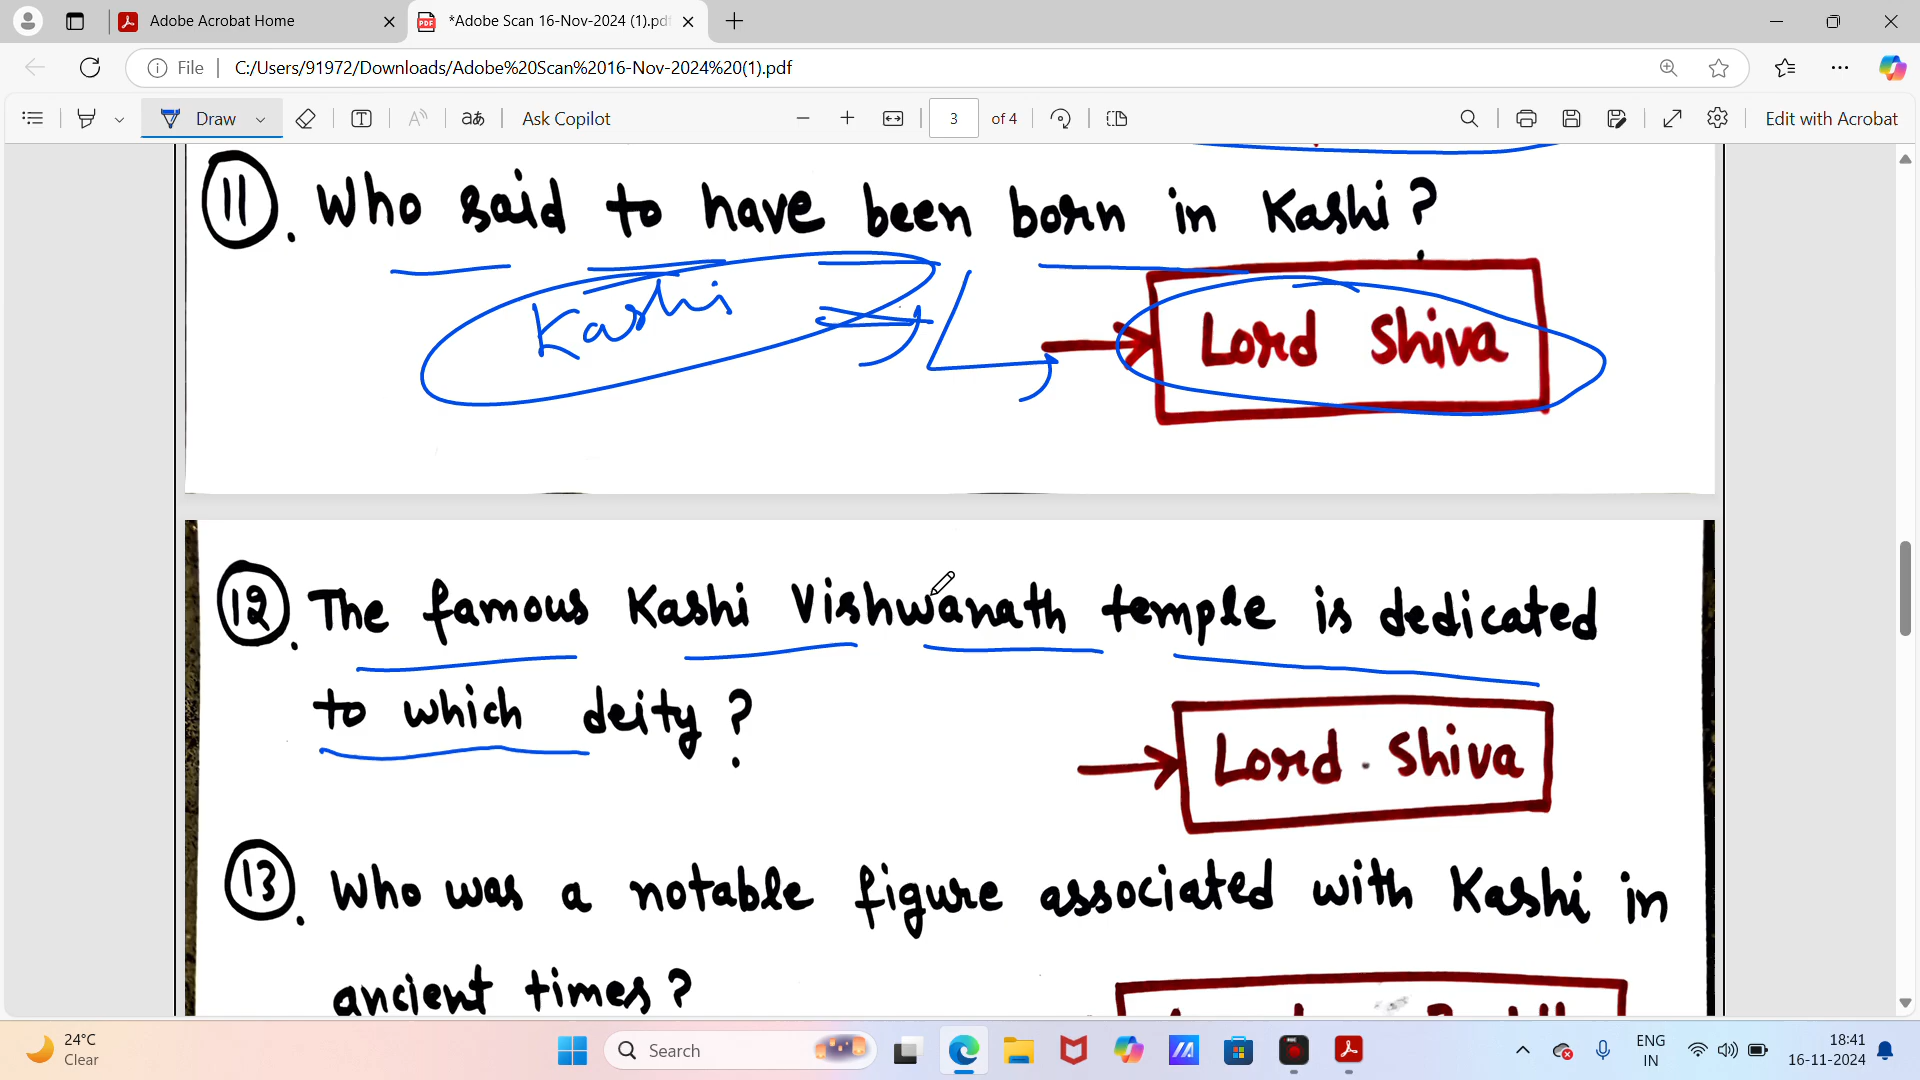 Adobe Acrobat Home
*Adobe Scan 16-Nov-2024 (1).pdf
File
C:/Users/91972/Downloads/Adobe%20Scan%2016-Nov-2024%20(1).pdf
Draw
Ask Copilot
3 of 4
Edit with Acrobat
11. Who said to have been born in Kashi?
Kashi
Lord Shiva
12. The famous Kashi Vishwanath temple is dedicated
to which deity?
Lord . Shiva
13. Who was a notable figure associated with Kashi in
ancient times?
24°C
Clear
Search
ENG
IN
18:41
16-11-2024